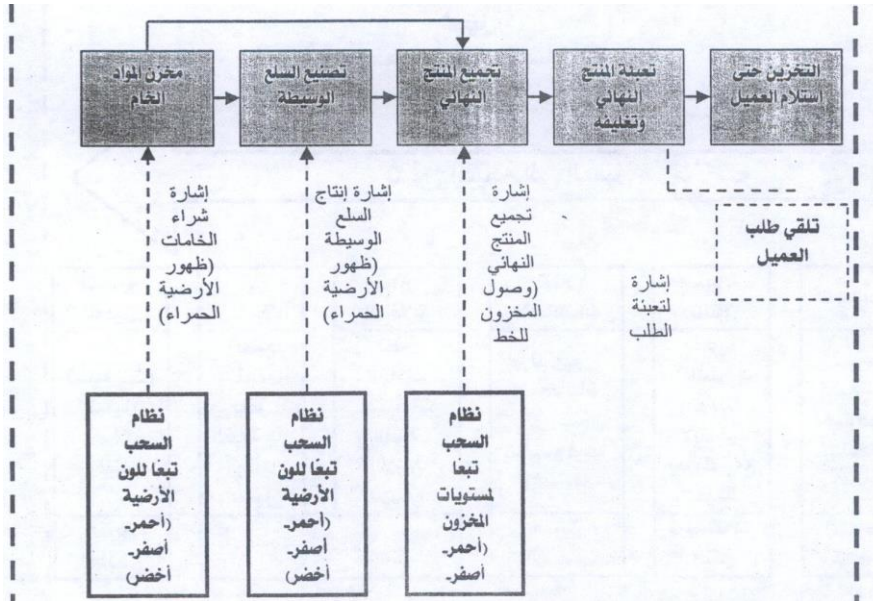 مخزن المواد
الخام
تصنيع السلع
الوسيطة
تجميع المنتج
النهائي
تعبئة المنتج
النهائي
وتغليفه
التخزين حتى
استلام العميل
إشارة
شراء
الخامات
(ظهور
الأرضية
الحمراء)
إشارة إنتاج
السلع
الوسيطة
(ظهور
الأرضية
الحمراء)
إشارة
تجميع
المنتج
النهائي
(وصول
المخزون
للخط
إشارة
لتعبئة
الطلب
تلقي طلب
العميل
نظام
السحب
تبعا للون
الأرضية
(أحمر-
أصفر-
أخضر)
نظام
السحب
تبعا للون
الأرضية
(أحمر-
أصفر-
أخضر)
نظام
السحب
تبعا
لمستويات
المخزون
(أحمر-
أصفر-